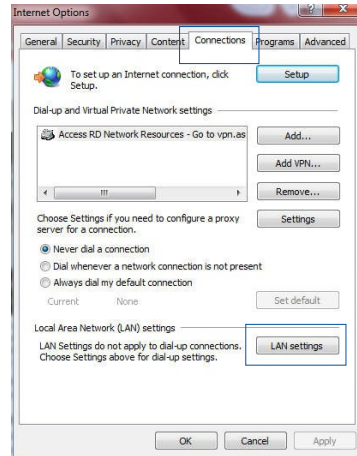 Internet Options
General Security Privacy Content Connections Programs Advanced
To set up an Internet connection, click
Setup.
Setup
Dial-up and Virtual Private Network settings
Access RD Network Resources - Go to vpn.as
Add...
Add VPN...
Remove...
Choose Settings if you need to configure a proxy
server for a connection.
Settings
Never dial a connection
Dial whenever a network connection is not present
Always dial my default connection
Current None
Set default
Local Area Network (LAN) settings
LAN Settings do not apply to dial-up connections.
Choose Settings above for dial-up settings.
LAN settings
OK Cancel Apply